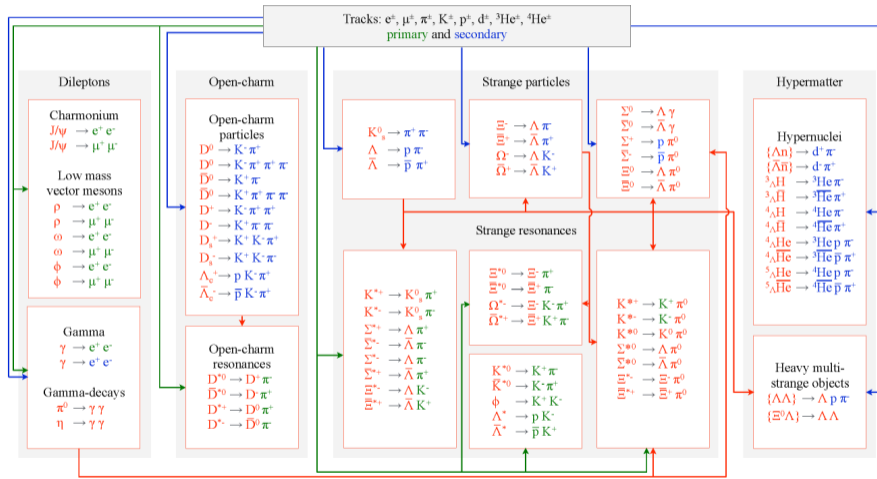 Tracks: e±, μ±, π±, K±, p±, d±, ³He±, ⁴He±
primary and secondary
Dileptons
Charmonium
J/ψ → e⁺ e⁻
J/ψ → μ⁺ μ⁻
Low mass
vector mesons
ρ → e⁺ e⁻
ρ → μ⁺ μ⁻
ω → e⁺ e⁻
ω → μ⁺ μ⁻
ϕ → e⁺ e⁻
ϕ → μ⁺ μ⁻
Gamma
γ → e⁺ e⁻
γ → e⁺ e⁻
Gamma-decays
π⁰ → γ γ
η → γ γ
Open-charm
Open-charm
particles
D⁰ → K⁻ π⁺
D⁰ → K⁻ π⁺ π⁺ π⁻
D̄⁰ → K⁺ π⁻
D̄⁰ → K⁺ π⁺ π⁻ π⁻
D⁺ → K⁻ π⁺ π⁺
D⁻ → K⁺ π⁻ π⁻
Dₛ⁺ → K⁺ K⁻ π⁺
Dₛ⁻ → K⁺ K⁻ π⁻
Λ_c⁺ → p K⁻ π⁺
Λ̄_c⁻ → p̄ K⁺ π⁻
Open-charm
resonances
D*⁰ → D⁺ π⁻
D̄*⁰ → D⁻ π⁺
D*⁺ → D⁰ π⁺
D*⁻ → D̄⁰ π⁻
Strange particles
K⁰ₛ → π⁺ π⁻
Λ → p π⁻
Λ̄ → p̄ π⁺
Ξ⁻ → Λ π⁻
Ξ̄⁺ → Λ̄ π⁺
Ω⁻ → Λ K⁻
Ω̄⁺ → Λ̄ K⁺
Σ⁰ → Λ γ
Σ̄⁰ → Λ̄ γ
Σ⁺ → p π⁰
Σ̄⁻ → p̄ π⁰
Ξ⁰ → Λ π⁰
Ξ̄⁰ → Λ̄ π⁰
Strange resonances
K*⁺ → K⁰ₛ π⁺
K*⁻ → K⁰ₛ π⁻
Σ*⁺ → Λ π⁺
Σ̄*⁻ → Λ̄ π⁻
Σ*⁻ → Λ π⁻
Σ̄*⁺ → Λ̄ π⁺
Ξ*⁻ → Λ K⁻
Ξ̄*⁺ → Λ̄ K⁺
Ξ*⁰ → Ξ⁻ π⁺
Ξ̄*⁰ → Ξ̄⁺ π⁻
Ω*⁻ → Ξ⁻ K⁻ π⁺
Ω̄*⁺ → Ξ̄⁺ K⁺ π⁻
K*⁰ → K⁺ π⁻
K̄*⁰ → K⁻ π⁺
ϕ → K⁺ K⁻
Λ* → p K⁻
Λ̄* → p̄ K⁺
K*⁺ → K⁺ π⁰
K*⁻ → K⁻ π⁰
K*⁰ → K⁰ π⁰
Σ*⁰ → Λ π⁰
Σ̄*⁰ → Λ̄ π⁰
Ξ*⁻ → Ξ⁻ π⁰
Ξ̄*⁺ → Ξ̄⁺ π⁰
Hypermatter
Hypernuclei
{Λn} → d⁺ π⁻
{Λ̄n̄} → d⁻ π⁺
³ΛH → ³He π⁻
³Λ̄H̄ → ³H̄ē π⁺
⁴ΛH → ⁴He π⁻
⁴Λ̄H̄ → ⁴H̄ē π⁺
⁴ΛHe → ³He p π⁻
⁴Λ̄H̄ē → ³H̄ē p̄ π⁺
⁵ΛHe → ⁴He p π⁻
⁵Λ̄H̄ē → ⁴H̄ē p̄ π⁺
Heavy multi-
strange objects
{ΛΛ} → Λ p π⁻
{Ξ⁰Λ} → Λ Λ